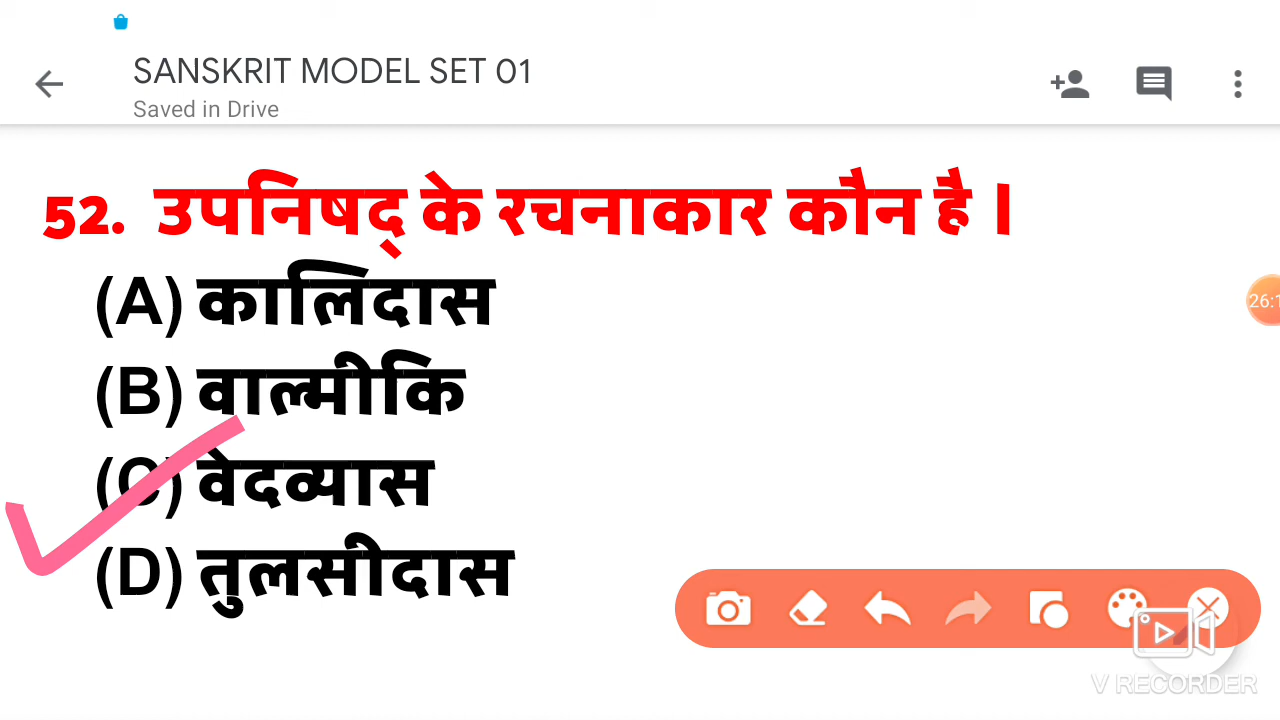 SANSKRIT MODEL SET 01
Saved in Drive
52. उपनिषद् के रचनाकार कौन है ।
(A) कालिदास
(B) वाल्मीकि
(C) वेदव्यास
(D) तुलसीदास
V RECORDER